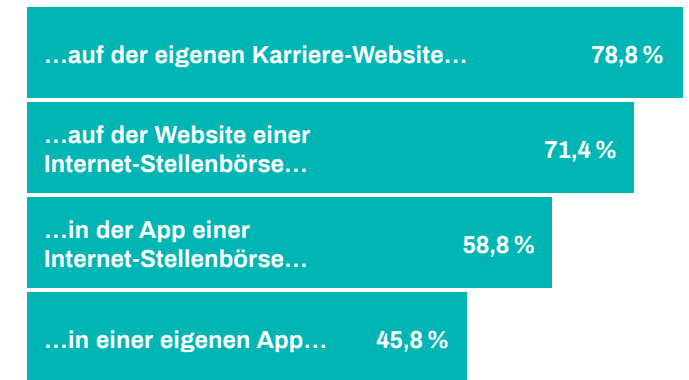 …auf der eigenen Karriere-Website… 78,8 %
…auf der Website einer
Internet-Stellenbörse… 71,4 %
…in der App einer
Internet-Stellenbörse… 58,8 %
…in einer eigenen App… 45,8 %